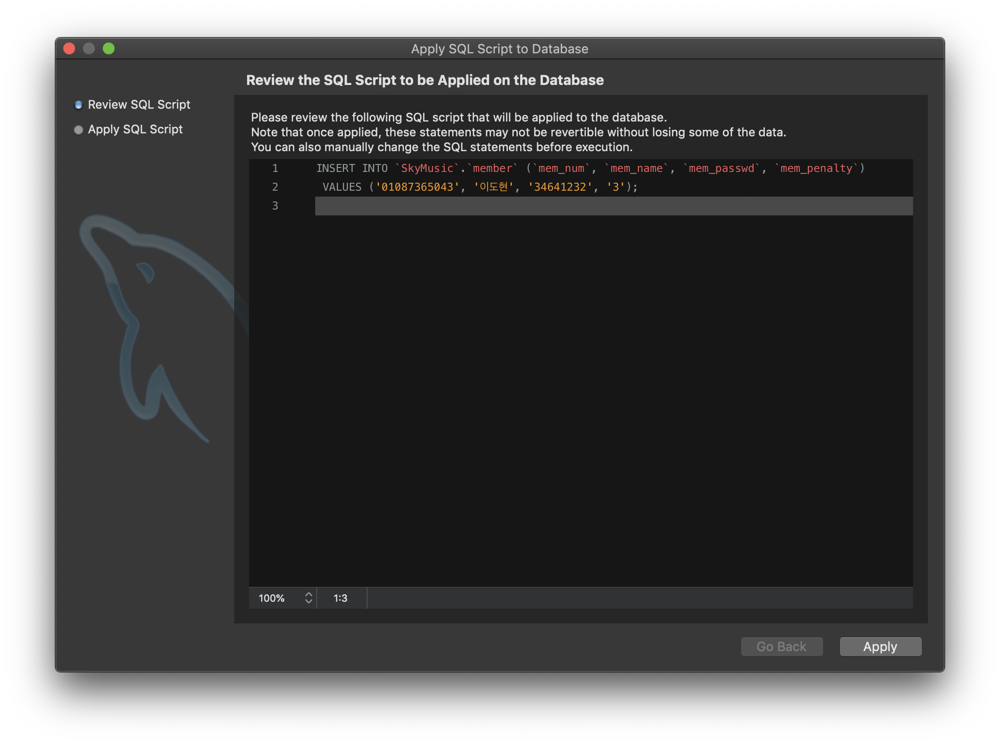 Apply SQL Script to Database
Review the SQL Script to be Applied on the Database
Review SQL Script
Apply SQL Script
Please review the following SQL script that will be applied to the database.
Note that once applied, these statements may not be revertible without losing some of the data.
You can also manually change the SQL statements before execution.
1 INSERT INTO `SkyMusic`.`member` (`mem_num`, `mem_name`, `mem_passwd`, `mem_penalty`)
2 VALUES ('01087365043', '이도현', '34641232', '3');
3
100% 1:3
Go Back Apply